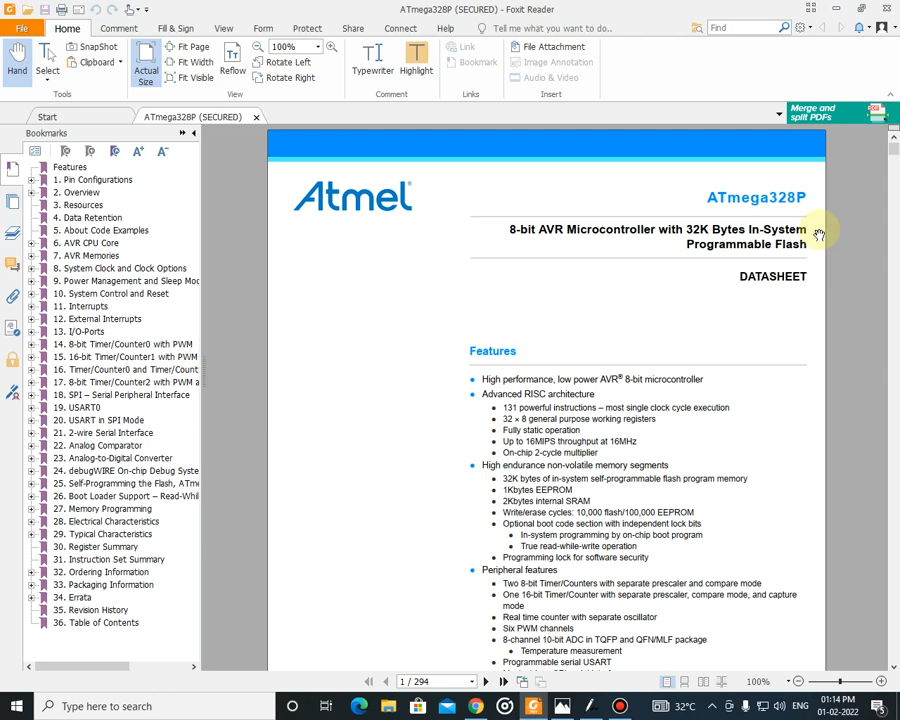 ATmega328P (SECURED) - Foxit Reader
File Home Comment Fill & Sign View Form Protect Share Connect Help Tell me what you want to do.. Find
Hand
Select
SnapShot
Clipboard
Tools
Actual
Size
Fit Page
Fit Width
Fit Visible
Reflow
100%
Rotate Left
Rotate Right
View
Typewriter
Highlight
Comment
Link
Bookmark
Links
File Attachment
Image Annotation
Audio & Video
Insert
Start
ATmega328P (SECURED)
Merge and
split PDFs
Bookmarks
Features
1. Pin Configurations
2. Overview
3. Resources
4. Data Retention
5. About Code Examples
6. AVR CPU Core
7. AVR Memories
8. System Clock and Clock Options
9. Power Management and Sleep Mod
10. System Control and Reset
11. Interrupts
12. External Interrupts
13. I/O-Ports
14. 8-bit Timer/Counter0 with PWM
15. 16-bit Timer/Counter1 with PWM
16. Timer/Counter0 and Timer/Count
17. 8-bit Timer/Counter2 with PWM a
18. SPI – Serial Peripheral Interface
19. USART0
20. USART in SPI Mode
21. 2-wire Serial Interface
22. Analog Comparator
23. Analog-to-Digital Converter
24. debugWIRE On-chip Debug Syste
25. Self-Programming the Flash, ATme
26. Boot Loader Support – Read-Whil
27. Memory Programming
28. Electrical Characteristics
29. Typical Characteristics
30. Register Summary
31. Instruction Set Summary
32. Ordering Information
33. Packaging Information
34. Errata
35. Revision History
36. Table of Contents
Atmel®
ATmega328P
8-bit AVR Microcontroller with 32K Bytes In-System
Programmable Flash
DATASHEET
Features
● High performance, low power AVR® 8-bit microcontroller
● Advanced RISC architecture
● 131 powerful instructions – most single clock cycle execution
● 32 × 8 general purpose working registers
● Fully static operation
● Up to 16MIPS throughput at 16MHz
● On-chip 2-cycle multiplier
● High endurance non-volatile memory segments
● 32K bytes of in-system self-programmable flash program memory
● 1Kbytes EEPROM
● 2Kbytes internal SRAM
● Write/erase cycles: 10,000 flash/100,000 EEPROM
● Optional boot code section with independent lock bits
● In-system programming by on-chip boot program
● True read-while-write operation
● Programming lock for software security
● Peripheral features
● Two 8-bit Timer/Counters with separate prescaler and compare mode
● One 16-bit Timer/Counter with separate prescaler, compare mode, and capture
mode
● Real time counter with separate oscillator
● Six PWM channels
● 8-channel 10-bit ADC in TQFP and QFN/MLF package
● Temperature measurement
● Programmable serial USART
1 / 294
100%
Type here to search
32°C
ENG
01:14 PM
01-02-2022
5